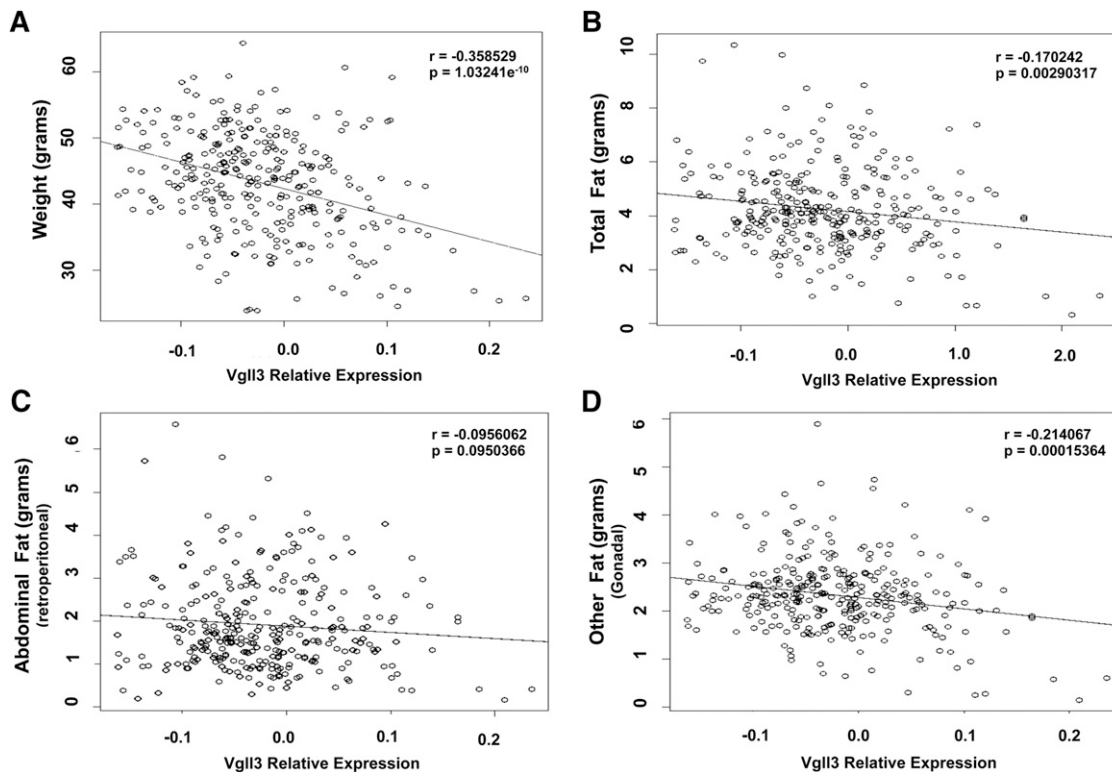 A
r = -0.358529
p = 1.03241e-10
Weight (grams)
60
50
40
30
-0.1
0.0
0.1
0.2
Vgll3 Relative Expression
B
r = -0.170242
p = 0.00290317
Total Fat (grams)
10
8
6
4
2
0
-0.1
0.0
1.0
2.0
Vgll3 Relative Expression
C
r = -0.0956062
p = 0.0950366
Abdominal Fat (grams)
(retroperitoneal)
6
5
4
3
2
1
0
-0.1
0.0
0.1
0.2
Vgll3 Relative Expression
D
r = -0.214067
p = 0.00015364
Other Fat (grams)
(Gonadal)
6
5
4
3
2
1
0
-0.1
0.0
0.1
0.2
Vgll3 Relative Expression